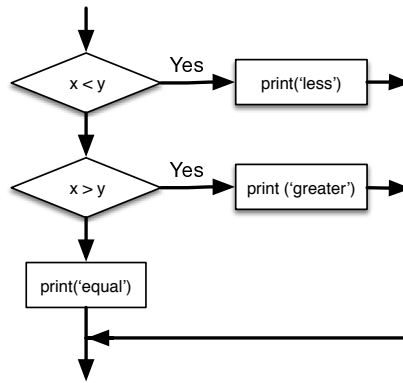 Yes
x < y
print(‘less’)
Yes
x > y
print (‘greater’)
print(‘equal’)